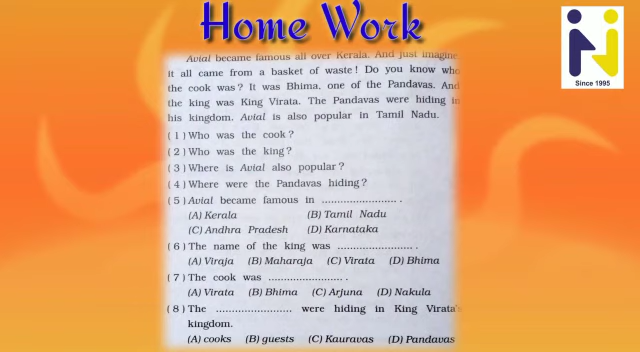 Home Work
Since 1995
Avial became famous all over Kerala. And just imagine
it all came from a basket of waste! Do you know who
the cook was? It was Bhima, one of the Pandavas. And
the king was King Virata. The Pandavas were hiding in
his kingdom. Avial is also popular in Tamil Nadu.
( 1 ) Who was the cook ?
( 2 ) Who was the king ?
( 3 ) Where is Avial also popular ?
( 4 ) Where were the Pandavas hiding ?
( 5 ) Avial became famous in ........................ .
(A) Kerala (B) Tamil Nadu
(C) Andhra Pradesh (D) Karnataka
( 6 ) The name of the king was ........................ .
(A) Viraja (B) Maharaja (C) Virata (D) Bhima
( 7 ) The cook was ........................ .
(A) Virata (B) Bhima (C) Arjuna (D) Nakula
( 8 ) The ........................ were hiding in King Virata's
kingdom.
(A) cooks (B) guests (C) Kauravas (D) Pandavas